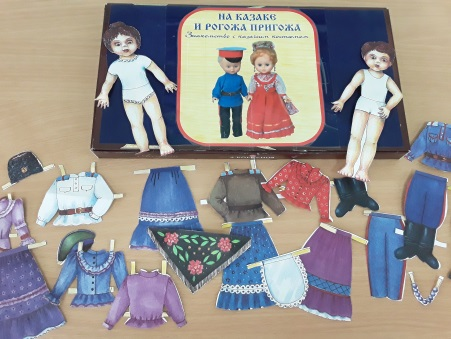 НА КАЗАКЕ
И РОГОЖА ПРИГОЖА
Знакомство с казачьим костюмом